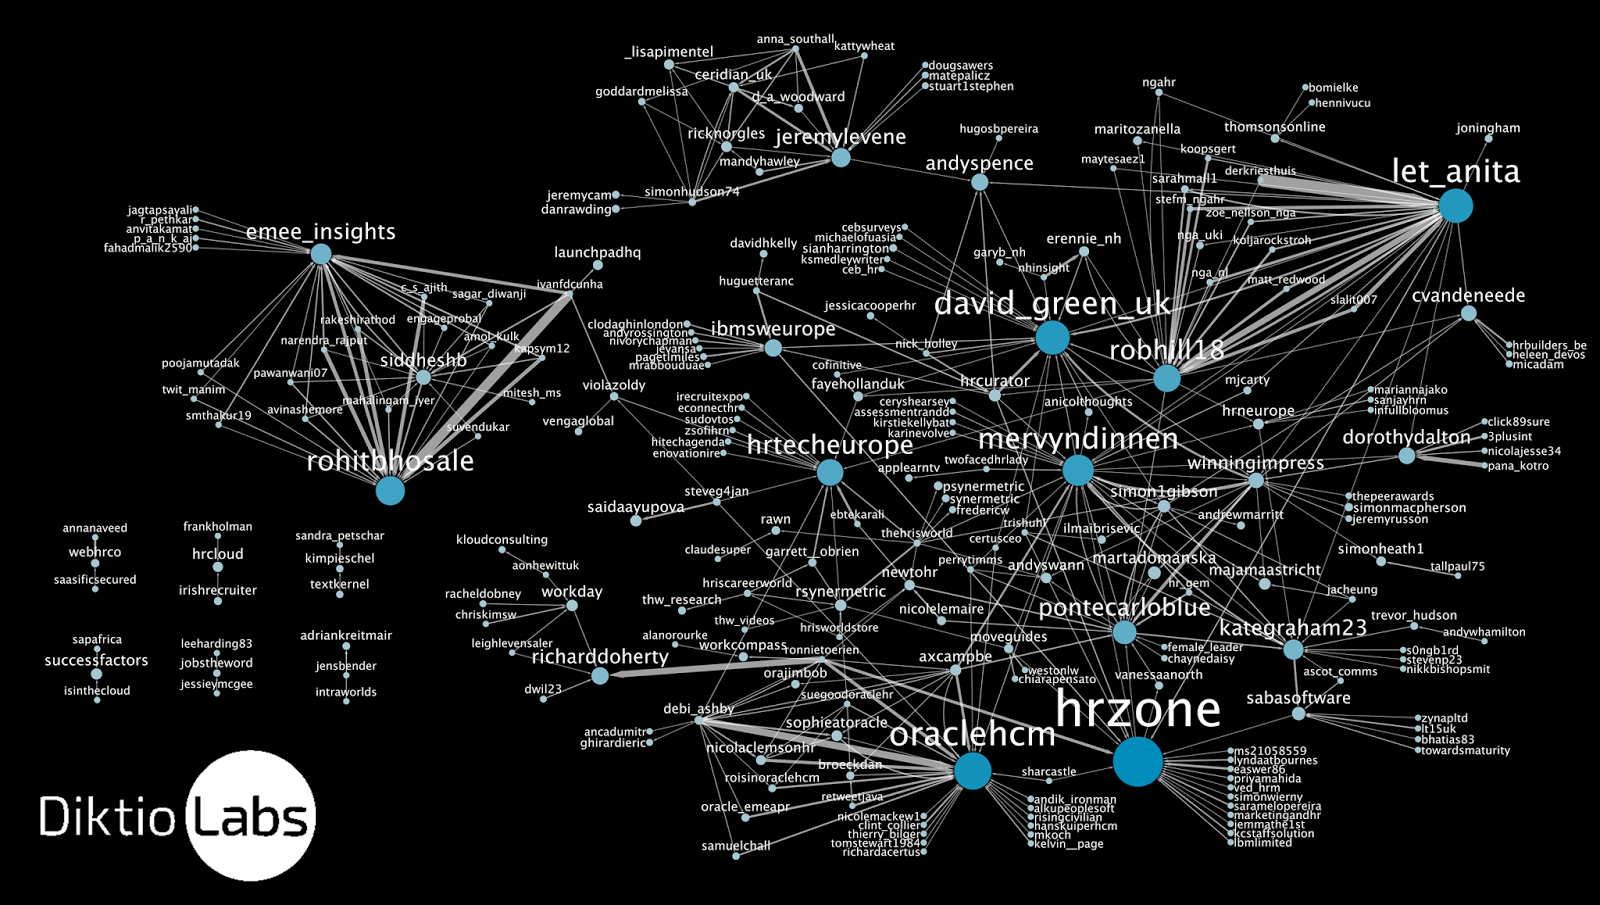 anna_southall
_lisapimentel
kattywheat
ceridian_uk
dougsawers
matepalicz
stuart1stephen
goddardmelissa
d_a_woodward
ricknorgles
jeremylevene
mandyhawley
simonhudson74
jeremycam
danrawding
hugosbpereira
andyspence
ngahr
bomielke
hennivucu
maritozanella
thomsonsonline
joningham
koopsgert
maytesaez1
derkriesthuis
let_anita
sarahmall1
stefm_ngahr
zoe_neilson_nga
nga_uki
koljarockstroh
nga_nl
matt_redwood
slalit007
cvandeneede
hrbuilders_be
heleen_devos
micadam
jagtapsayali
r_pethkar
anvitakamat
p_a_n_k_aj
fahadmalik2590
emee_insights
launchpadhq
ivanfdcunha
c_s_ajith
sagar_diwanji
rakeshirathod
engageprobal
narendra_rajput
amol_kulk
siddheshb
kapsym12
poojamutadak
pawanwani07
twit_manim
mahalingam_iyer
mitesh_ms
smthakur19
avinashemore
suvendukar
rohitbhosale
violazoldy
vengaglobal
cebsurveys
michaelofuasia
sianharrington
ksmedleywriter
ceb_hr
davidhkelly
huguetteranc
garyb_nh
erennie_nh
nhinsight
jessicacooperhr
david_green_uk
clodaghinlondon
andyrossington
nivorychapman
jevansa
pagetlmiles
mrabbouduae
ibmsweurope
nick_holley
robhill18
cofinitive
fayehollanduk
hrcurator
mjcarty
mariannajako
sanjayhrn
infullbloomus
hrneurope
irecruitexpo
econnecthr
sudovtos
zsofihrn
hitechagenda
enovationire
ceryshearsey
assessmentrandd
kirstiekellybat
karinevolve
anicolthoughts
hrtecheurope
mervyndinnen
dorothydalton
click89sure
3plusint
nicolajesse34
pana_kotro
twofacedhrlady
applearntv
winningimpress
steveg4jan
saidaayupova
psynermetric
synermetric
fredericw
simon1gibson
thepeerawards
simonmacpherson
jeremyrusson
andrewmarritt
rawn
ebtekarali
trishuhl
ilmaibrisevic
thehrisworld
certusceo
claudesuper
garrett_obrien
perrytimms
martadomanska
simonheath1
tallpaul75
andyswann
majamaastricht
annanaveed
webhrco
saasificsecured
frankholman
hrcloud
irishrecruiter
sandra_petschar
kimpieschel
textkernel
kloudconsulting
aonhewittuk
racheldobney
workday
chriskimsw
leighlevensaler
hriscareerworld
thw_research
newtohr
rsynermetric
nicolelemaire
hr_gem
jacheung
pontecarloblue
trevor_hudson
kategraham23
andywhamilton
thw_videos
hrisworldstore
alanorourke
workcompass
ronnietoerien
moveguides
female_leader
chaynedaisy
s0ngb1rd
stevenp23
nikkbishopsmit
sapafrica
successfactors
isinthecloud
leeharding83
jobstheword
jessieymcgee
adriankreitmair
jensbender
intraworlds
richarddoherty
dwil23
axcampbe
westonlw
chiarapensato
vanessaanorth
ascot_comms
orajimbob
suegoodoraclehr
debi_ashby
hrzone
sabasoftware
ancadumitr
ghirardieric
sophieatoracle
oraclehcm
nicolaclemsonhr
zynapltd
lt15uk
bhatias83
towardsmaturity
broeckdan
roisinoraclehcm
sharcastle
retweetjava
oracle_emeapr
ms21058559
lyndaatbournes
easwer86
priyamahida
ved_hrm
simonwierny
saramelopereira
marketingandhr
jemmathe1st
kcstaffsolution
lbmlimited
nicolemackew1
clint_collier
thierry_bilger
tomstewart1984
richardacertus
andik_ironman
alkupeoplesoft
risingcivilian
hanskuiperhcm
mkoch
kelvin__page
samuelchall
Diktio Labs